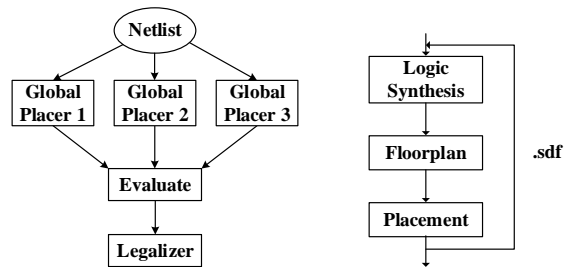 Netlist
Global
Placer 1
Global
Placer 2
Global
Placer 3
Evaluate
Legalizer
Logic
Synthesis
Floorplan
Placement
.sdf